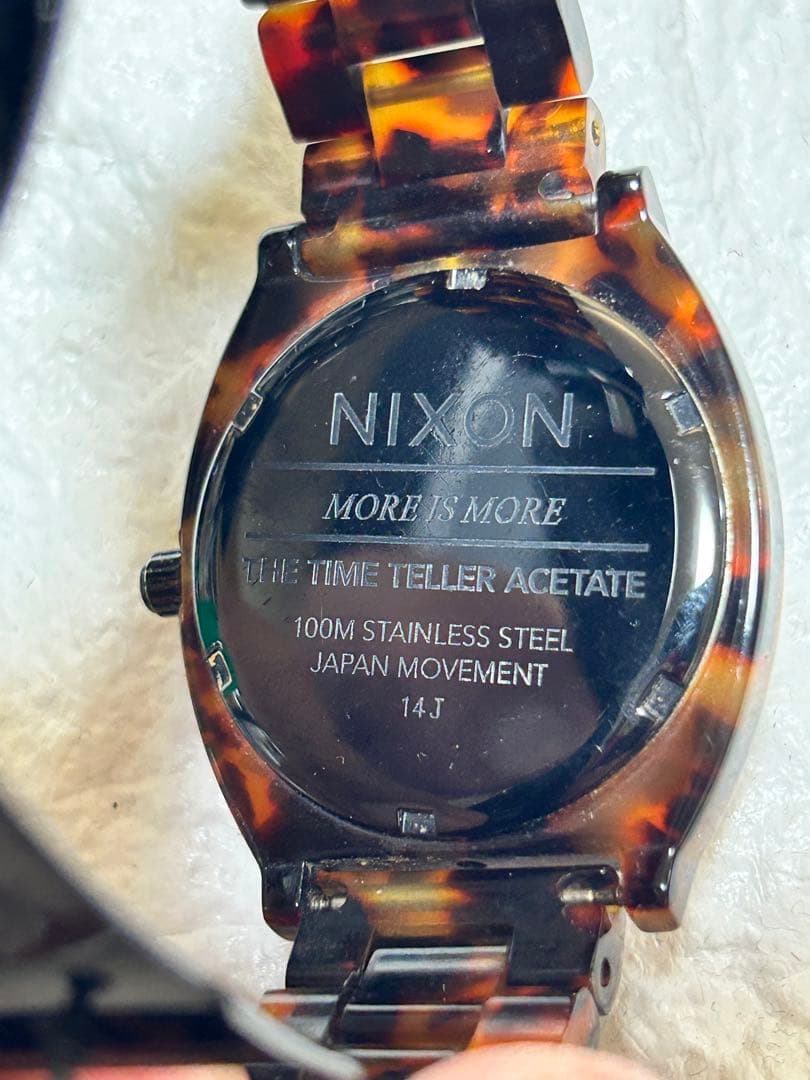 NIXON
MORE IS MORE
THE TIME TELLER ACETATE
100M STAINLESS STEEL
JAPAN MOVEMENT
14J